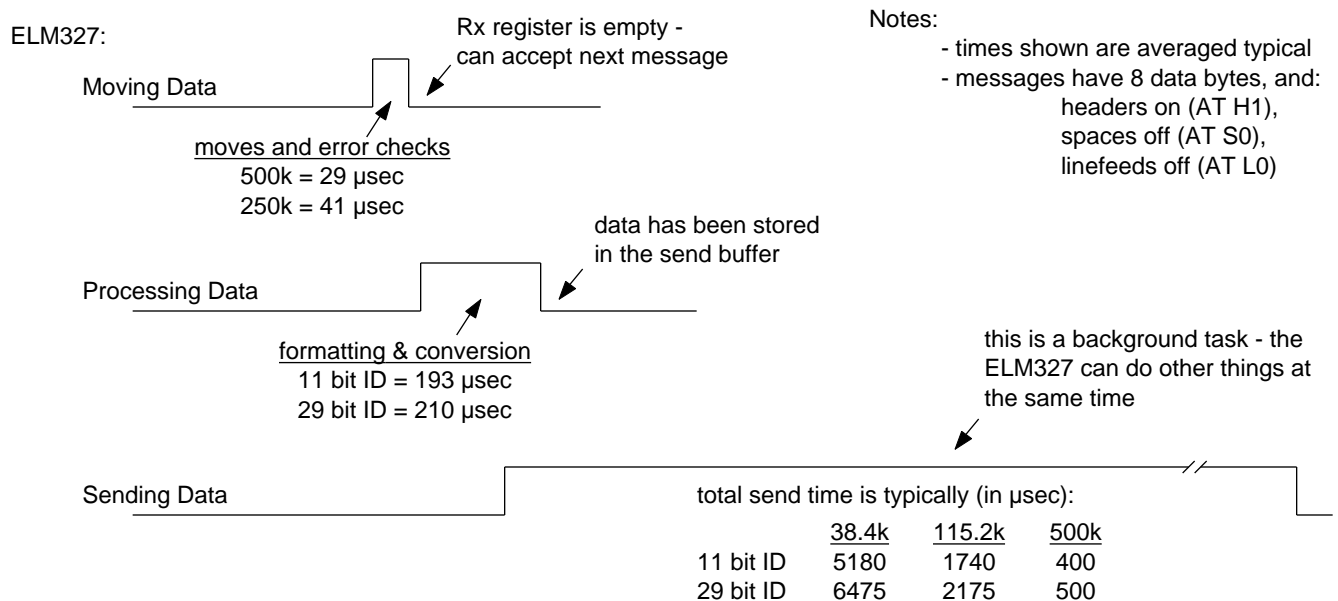 ELM327:
Rx register is empty -
can accept next message
Notes:
- times shown are averaged typical
- messages have 8 data bytes, and:
headers on (AT H1),
spaces off (AT S0),
linefeeds off (AT L0)
Moving Data
moves and error checks
500k = 29 µsec
250k = 41 µsec
data has been stored
in the send buffer
Processing Data
formatting & conversion
11 bit ID = 193 µsec
29 bit ID = 210 µsec
this is a background task - the
ELM327 can do other things at
the same time
Sending Data
total send time is typically (in µsec):
38.4k 115.2k 500k
11 bit ID 5180 1740 400
29 bit ID 6475 2175 500